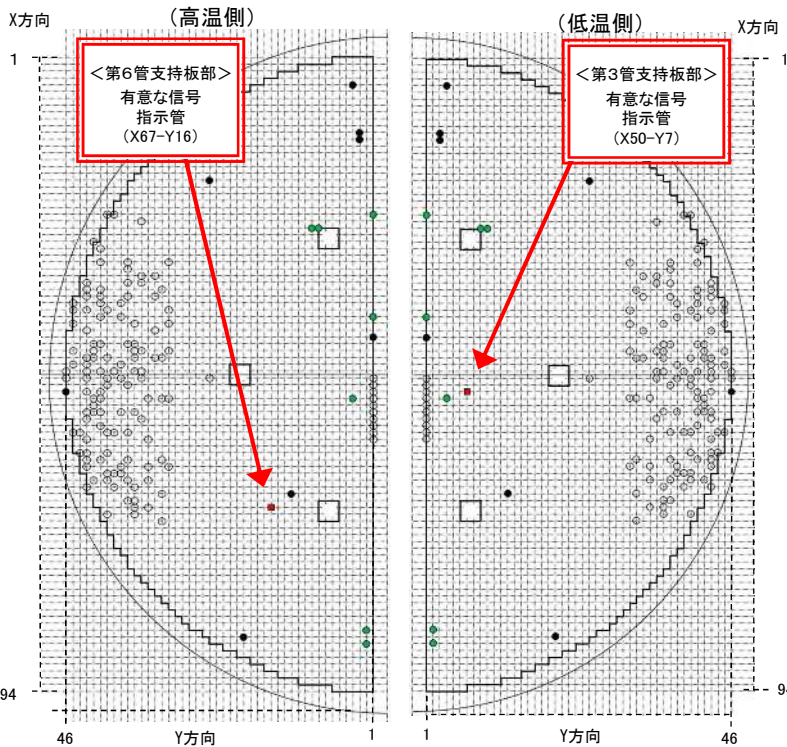 X方向
(高温側)
(低温側)
X方向
1
1
<第6管支持板部>
有意な信号
指示管
(X67-Y16)
<第3管支持板部>
有意な信号
指示管
(X50-Y7)
94
94
46
Y方向
1
1
Y方向
46